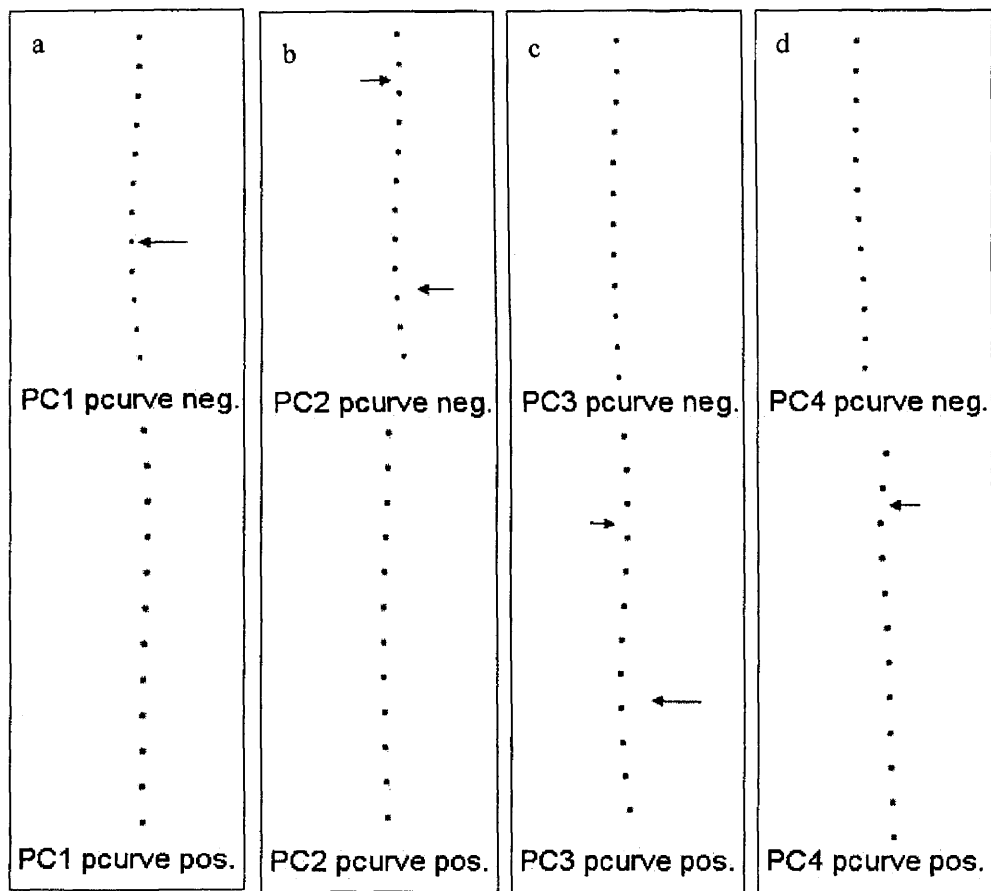 a
b
c
d
PC1 pcurve neg.
PC2 pcurve neg.
PC3 pcurve neg.
PC4 pcurve neg.
PC1 pcurve pos.
PC2 pcurve pos.
PC3 pcurve pos.
PC4 pcurve pos.